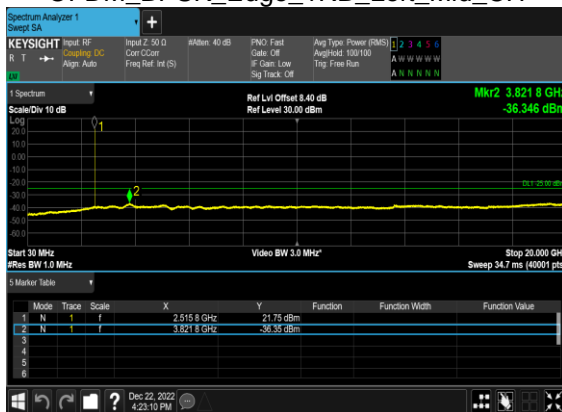 Spectrum Analyzer 1
Swept SA
KEYSIGHT Input: RF Input Z: 50 Ω #Atten: 40 dB PNO: Fast Avg Type: Power (RMS) 1 2 3 4 5 6
R T Coupling: DC Corr CCorr Gate: Off Avg|Hold: 100/100 A W W W W W
Align: Auto Freq Ref: Int (S) IF Gain: Low Trig: Free Run
LXI Sig Track: Off A N N N N N
1 Spectrum Ref Lvl Offset 8.40 dB Mkr2 3.821 8 GHz
Scale/Div 10 dB Ref Level 30.00 dBm -36.346 dBm
Log
20.0
10.0
0.00
-10.0
-20.0
-30.0
-40.0
-50.0
-60.0
1
2
DL1 -25.00 dBm
Start 30 MHz Video BW 3.0 MHz* Stop 20.000 GHz
#Res BW 1.0 MHz Sweep 34.7 ms (40001 pts)
5 Marker Table
Mode Trace Scale X Y Function Function Width Function Value
1 N 1 f 2.515 8 GHz 21.75 dBm
2 N 1 f 3.821 8 GHz -36.35 dBm
3
4
5
6
? Dec 22, 2022
4:23:10 PM